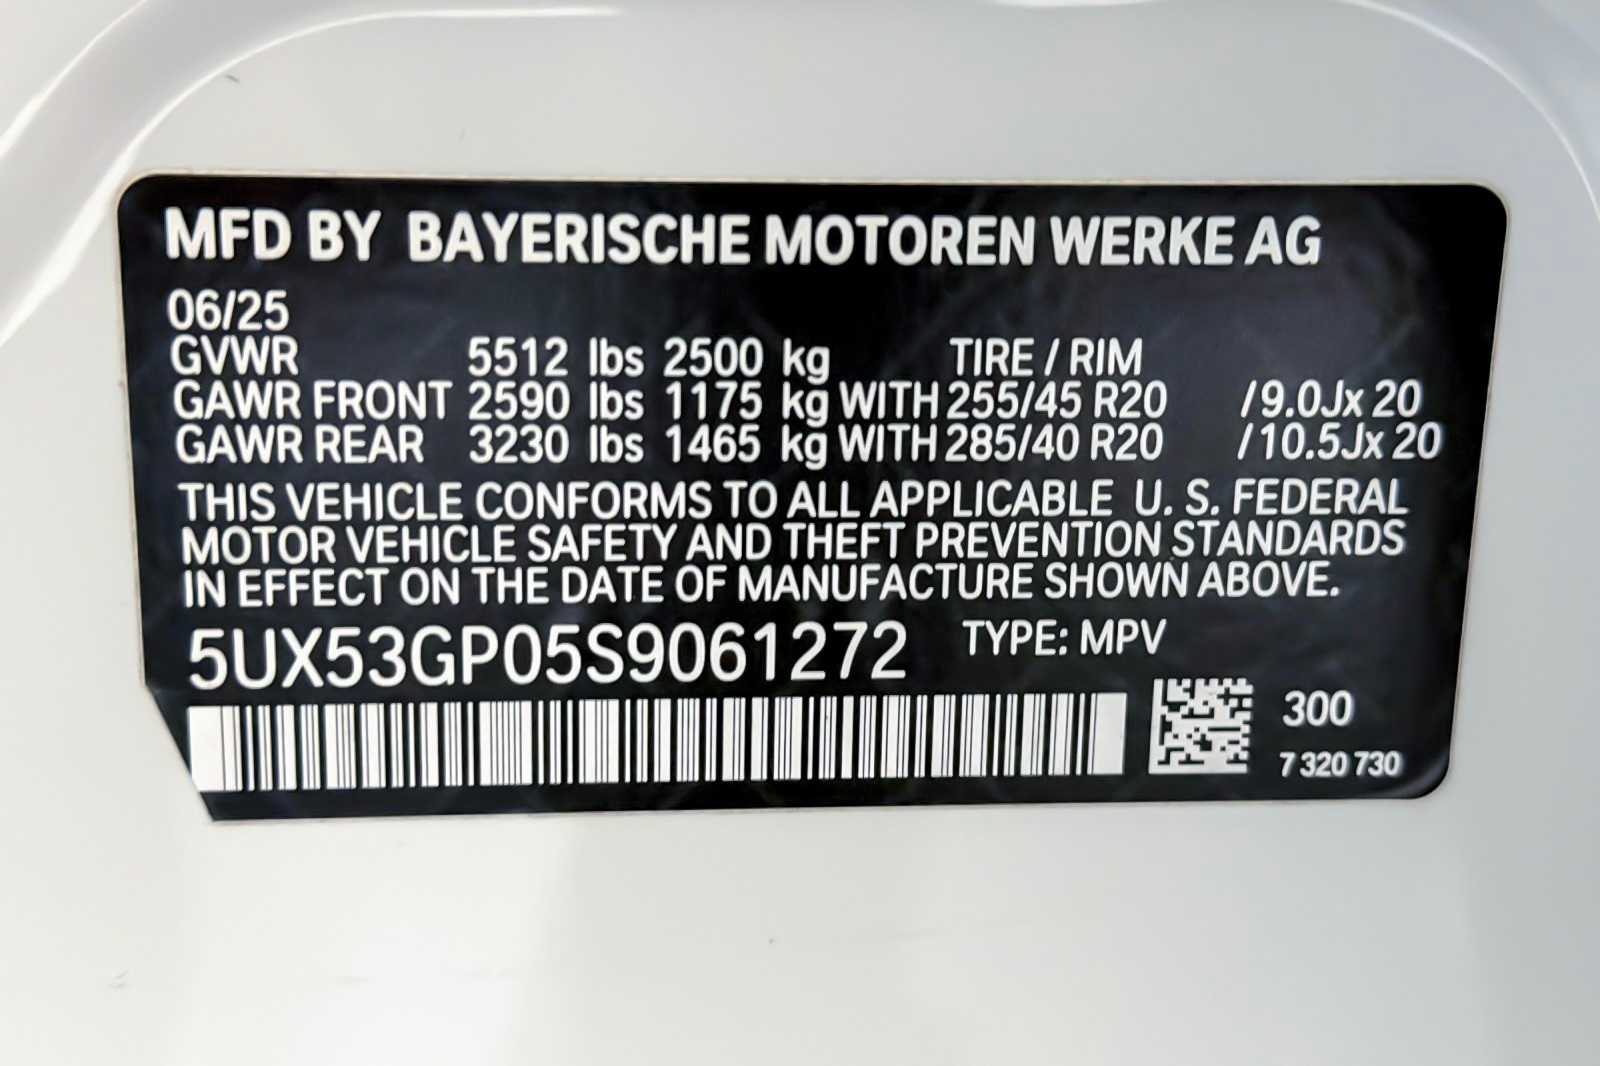 MFD BY BAYERISCHE MOTOREN WERKE AG
06/25
GVWR 5512 lbs 2500 kg TIRE / RIM
GAWR FRONT 2590 lbs 1175 kg WITH 255/45 R20 /9.0Jx 20
GAWR REAR 3230 lbs 1465 kg WITH 285/40 R20 /10.5Jx 20
THIS VEHICLE CONFORMS TO ALL APPLICABLE U. S. FEDERAL
MOTOR VEHICLE SAFETY AND THEFT PREVENTION STANDARDS
IN EFFECT ON THE DATE OF MANUFACTURE SHOWN ABOVE.
5UX53GP05S9061272 TYPE: MPV
300
7 320 730